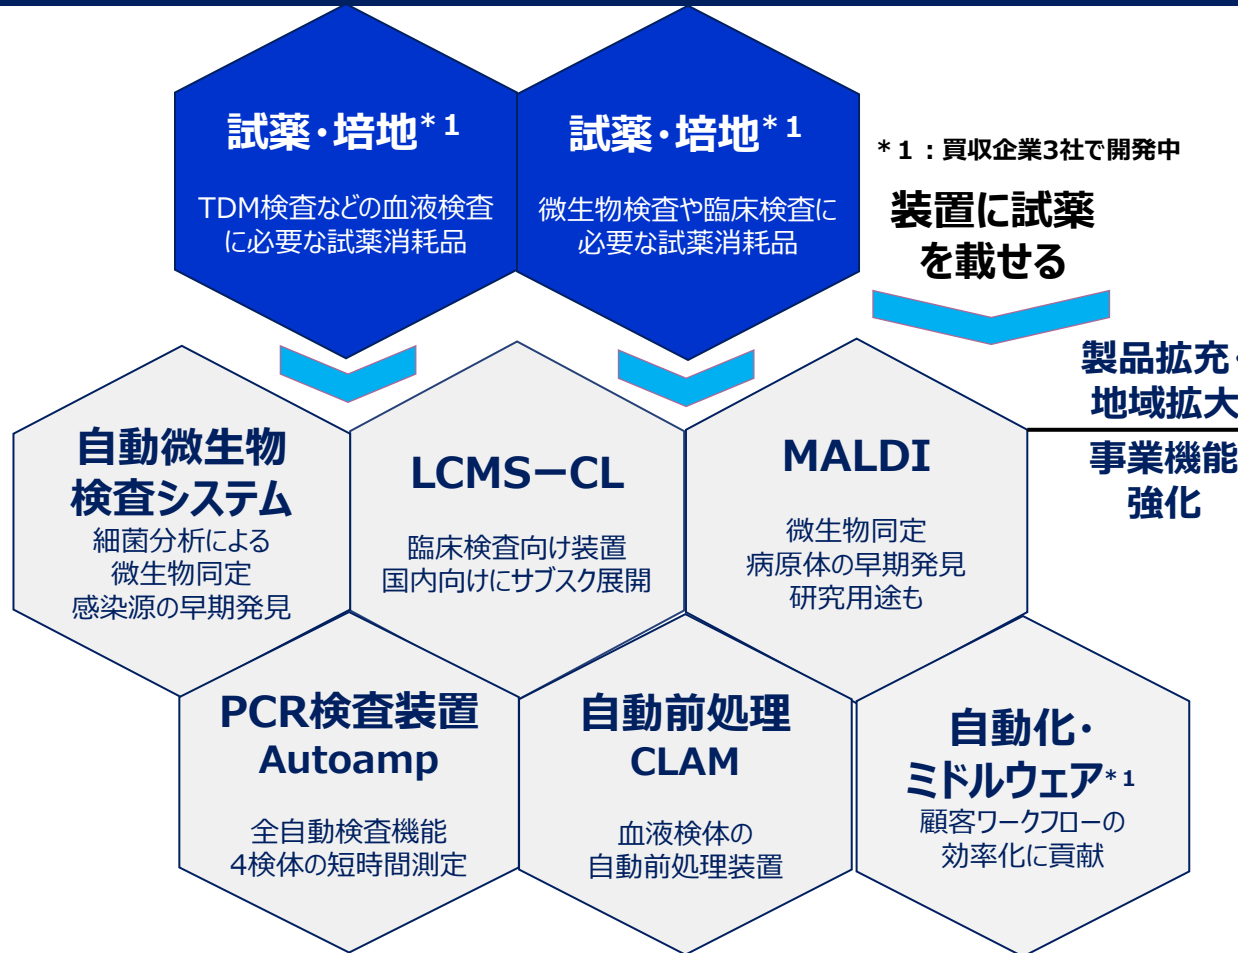 試薬・培地*1
TDM検査などの血液検査
に必要な試薬消耗品
試薬・培地*1
微生物検査や臨床検査に
必要な試薬消耗品
*1：買収企業3社で開発中
装置に試薬
を載せる
製品拡充・
地域拡大
事業機能
強化
自動微生物
検査システム
細菌分析による
微生物同定
感染源の早期発見
LCMSーCL
臨床検査向け装置
国内向けにサブスク展開
MALDI
微生物同定
病原体の早期発見
研究用途も
PCR検査装置
Autoamp
全自動検査機能
4検体の短時間測定
自動前処理
CLAM
血液検体の
自動前処理装置
自動化・
ミドルウェア*1
顧客ワークフローの
効率化に貢献